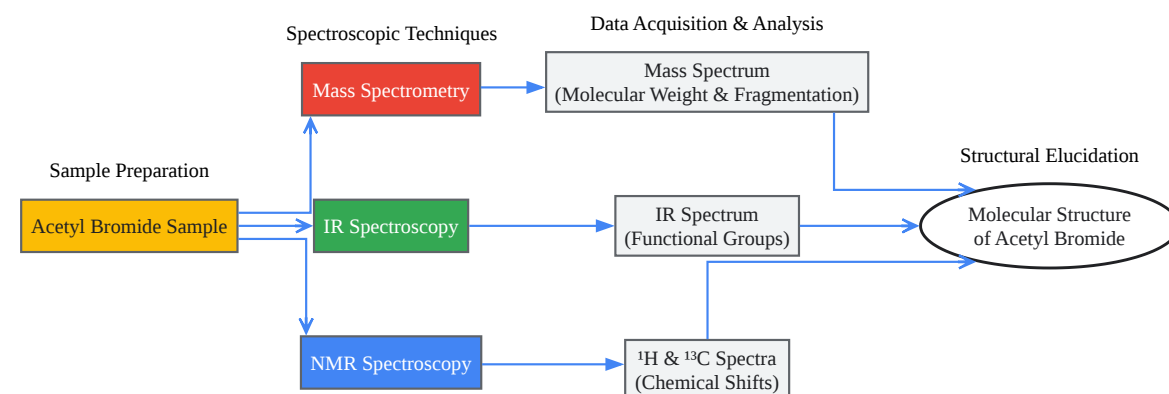 Spectroscopic Techniques
Data Acquisition & Analysis
Mass Spectrometry
Mass Spectrum
(Molecular Weight & Fragmentation)
Sample Preparation
Structural Elucidation
Acetyl Bromide Sample
IR Spectroscopy
IR Spectrum
(Functional Groups)
Molecular Structure
of Acetyl Bromide
NMR Spectroscopy
¹H & ¹³C Spectra
(Chemical Shifts)